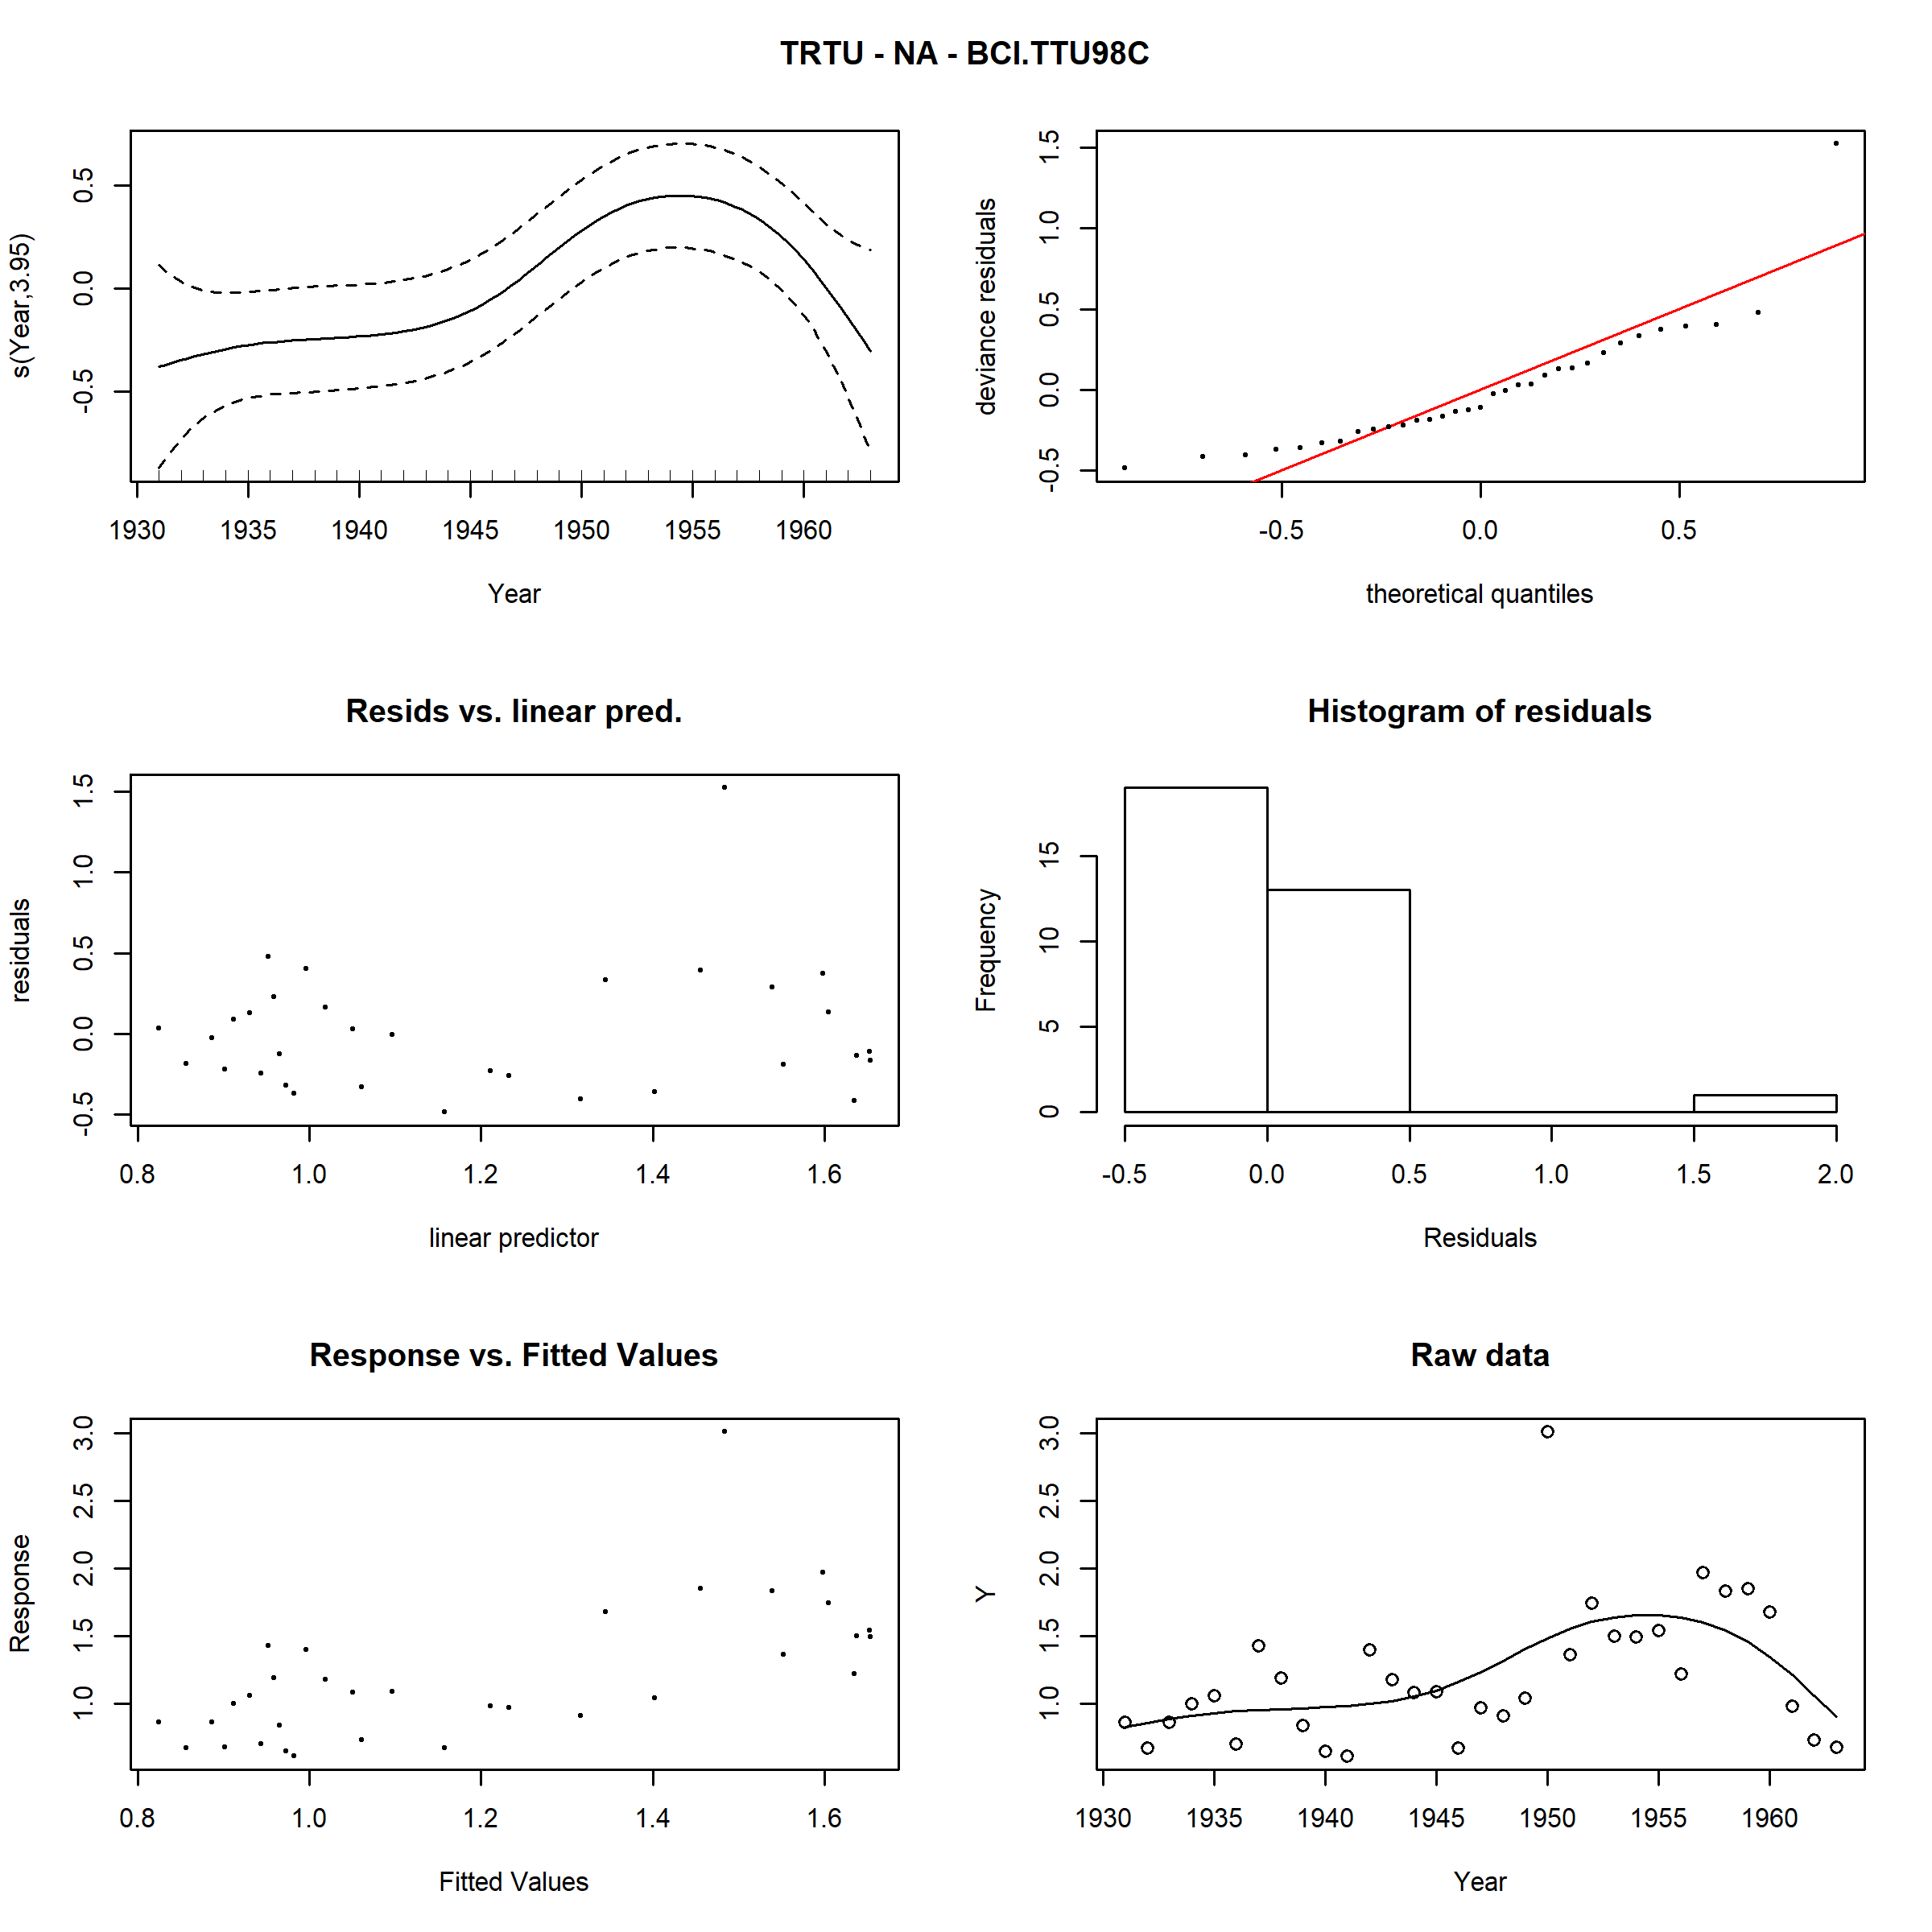 TRTU - NA - BCI.TTU98C
s(Year,3.95)
0.5
0.0
-0.5
1930 1935 1940 1945 1950 1955 1960
Year
deviance residuals
1.5
1.0
0.5
0.0
-0.5
-0.5 0.0 0.5
theoretical quantiles
Resids vs. linear pred.
residuals
1.5
1.0
0.5
0.0
-0.5
0.8 1.0 1.2 1.4 1.6
linear predictor
Histogram of residuals
Frequency
15
10
5
0
-0.5 0.0 0.5 1.0 1.5 2.0
Residuals
Response vs. Fitted Values
Response
3.0
2.5
2.0
1.5
1.0
0.8 1.0 1.2 1.4 1.6
Fitted Values
Raw data
Y
3.0
2.5
2.0
1.5
1.0
1930 1935 1940 1945 1950 1955 1960
Year